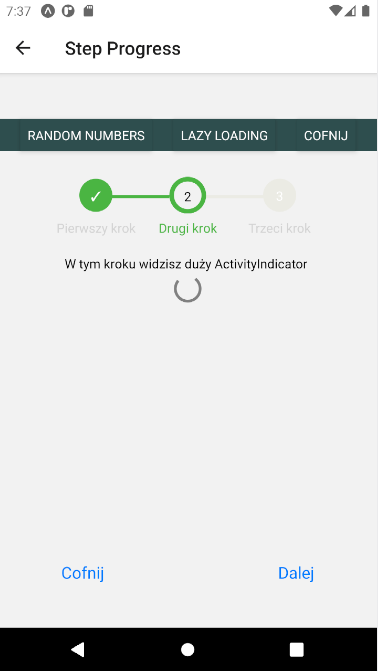 7:37
Step Progress
RANDOM NUMBERS LAZY LOADING COFNIJ
✓ 2 3
Pierwszy krok Drugi krok Trzeci krok
W tym kroku widzisz duży ActivityIndicator
Cofnij Dalej